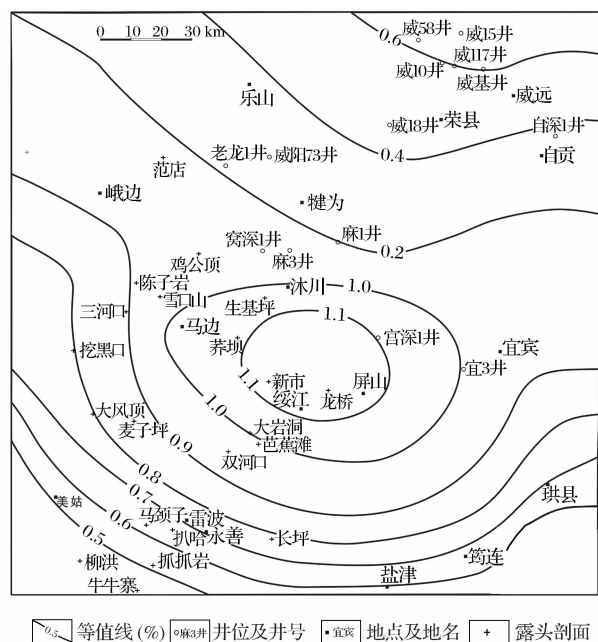 0 10 20 30 km
威58井
威15井
0.6
威117井
威10井
威基井
威远
乐山
威18井
荣县
自深1井
自贡
0.4
老龙1井
威阳73井
范店
峨边
犍为
麻1井
0.2
窝深1井
麻3井
鸡公顶
陈子岩
沐川
1.0
雪口山
生基坪
1.1
三河口
马边
宫深1井
挖黑口
荞坝
宜宾
宜3井
1.1
新市
屏山
绥江
龙桥
1.0
大风顶
麦子坪
大岩洞
芭蕉滩
0.9
双河口
0.8
0.7
美姑
马颈子
雷波
珙县
0.6
扒哈
永善
长坪
0.5
筠连
柳洪
抓抓岩
盐津
牛牛寨
0.5 等值线(%) 麻3井 井位及井号 宜宾 地点及地名 露头剖面